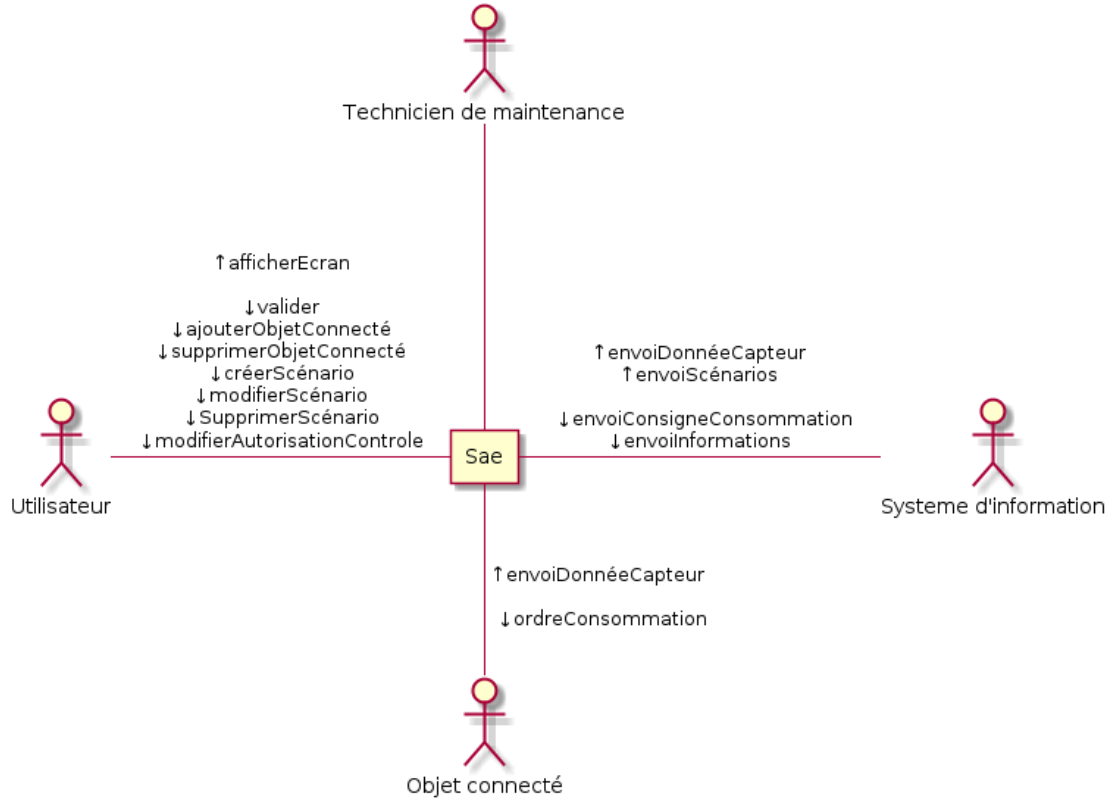 Technicien de maintenance
↑afficherEcran
↓valider
↓ajouterObjetConnecté
↓supprimerObjetConnecté
↓créerScénario
↓modifierScénario
↓SupprimerScénario
↓modifierAutorisationControle
↑envoiDonnéeCapteur
↑envoiScénarios
↓envoiConsigneConsommation
↓envoiInformations
Utilisateur
Sae
Systeme d'information
↑envoiDonnéeCapteur
↓ordreConsommation
Objet connecté